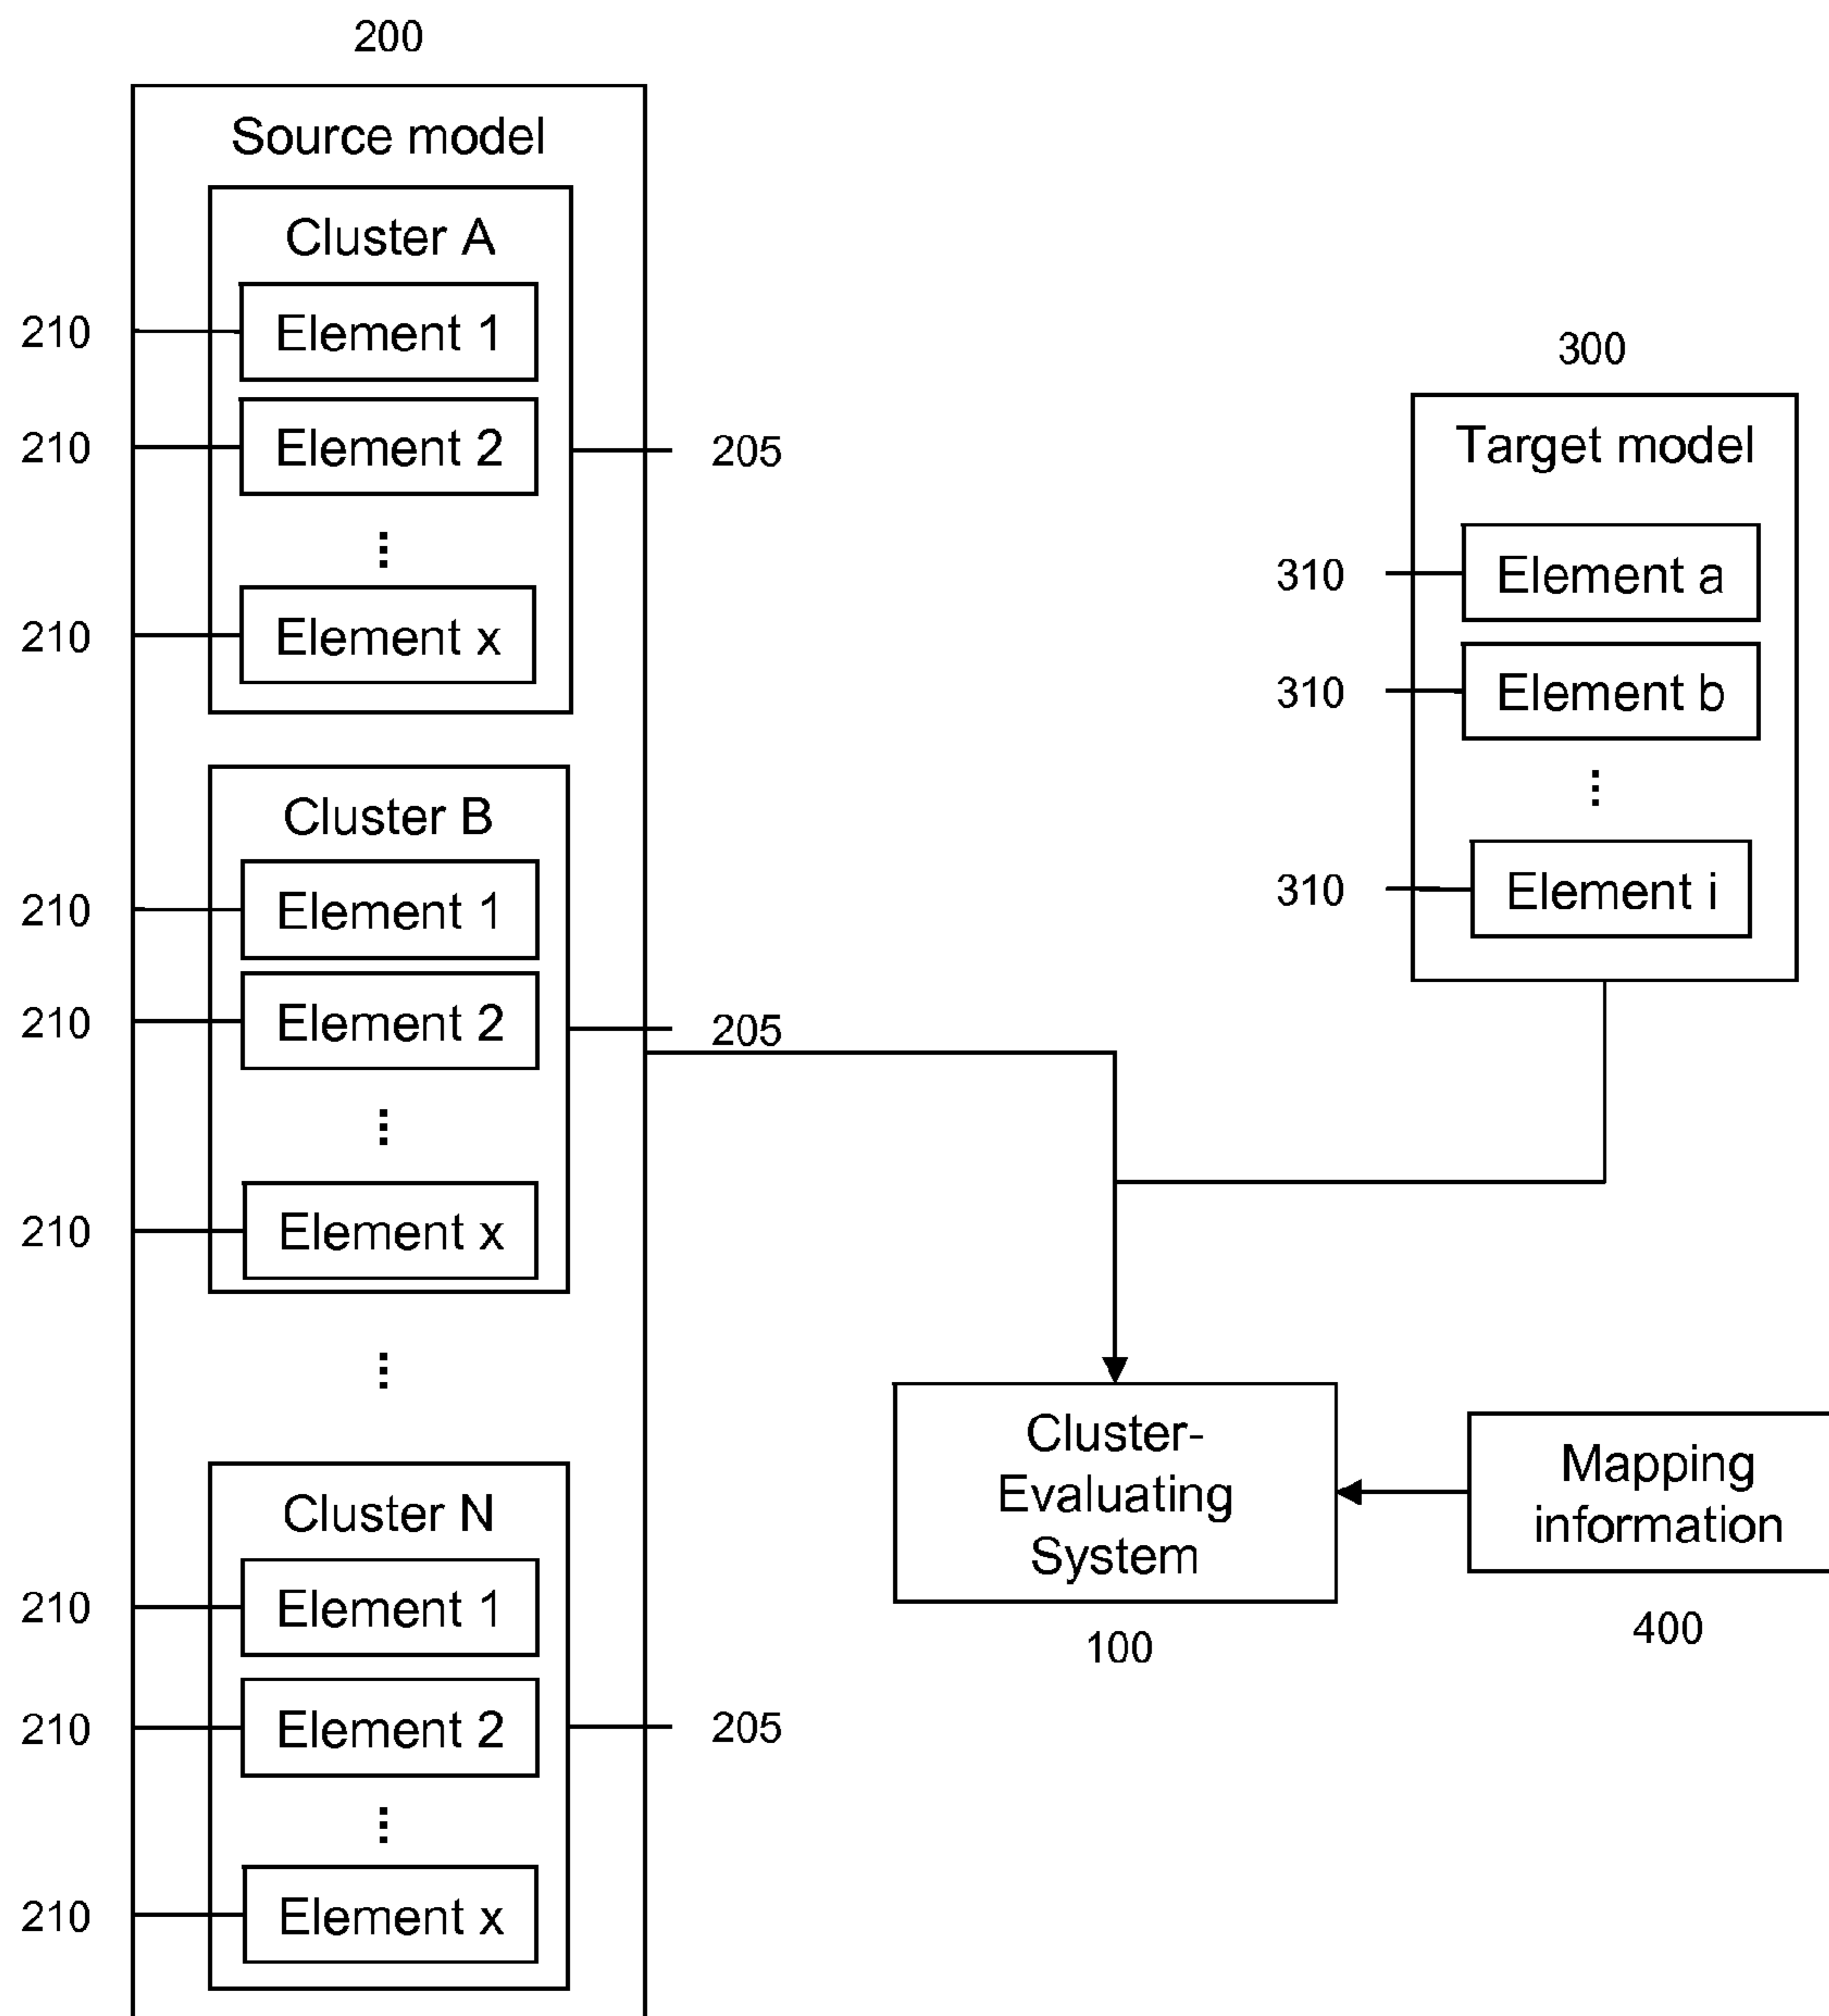 200
Source model
Cluster A
210
Element 1
210
Element 2
205
⋮
210
Element x
Cluster B
210
Element 1
210
Element 2
205
⋮
210
Element x
⋮
Cluster N
210
Element 1
210
Element 2
205
⋮
210
Element x
300
Target model
310
Element a
310
Element b
⋮
310
Element i
Cluster-
Evaluating
System
100
Mapping
information
400